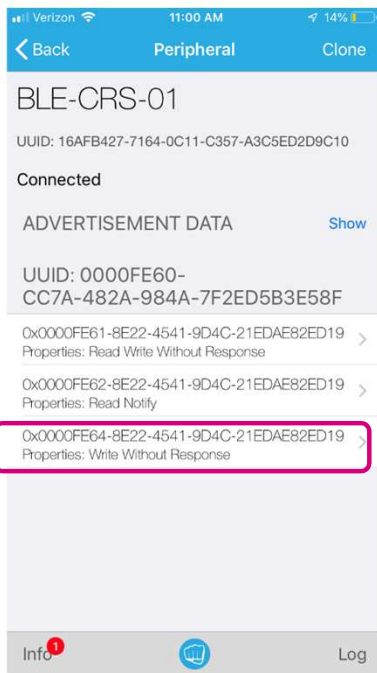 Verizon 11:00 AM 14%
Back Peripheral Clone
BLE-CRS-01
UUID: 16AFB427-7164-0C11-C357-A3C5ED2D9C10
Connected
ADVERTISEMENT DATA Show
UUID: 0000FE60-
CC7A-482A-984A-7F2ED5B3E58F
0x0000FE61-8E22-4541-9D4C-21EDAE82ED19
Properties: Read Write Without Response
0x0000FE62-8E22-4541-9D4C-21EDAE82ED19
Properties: Read Notify
0x0000FE64-8E22-4541-9D4C-21EDAE82ED19
Properties: Write Without Response
Info 1 Log